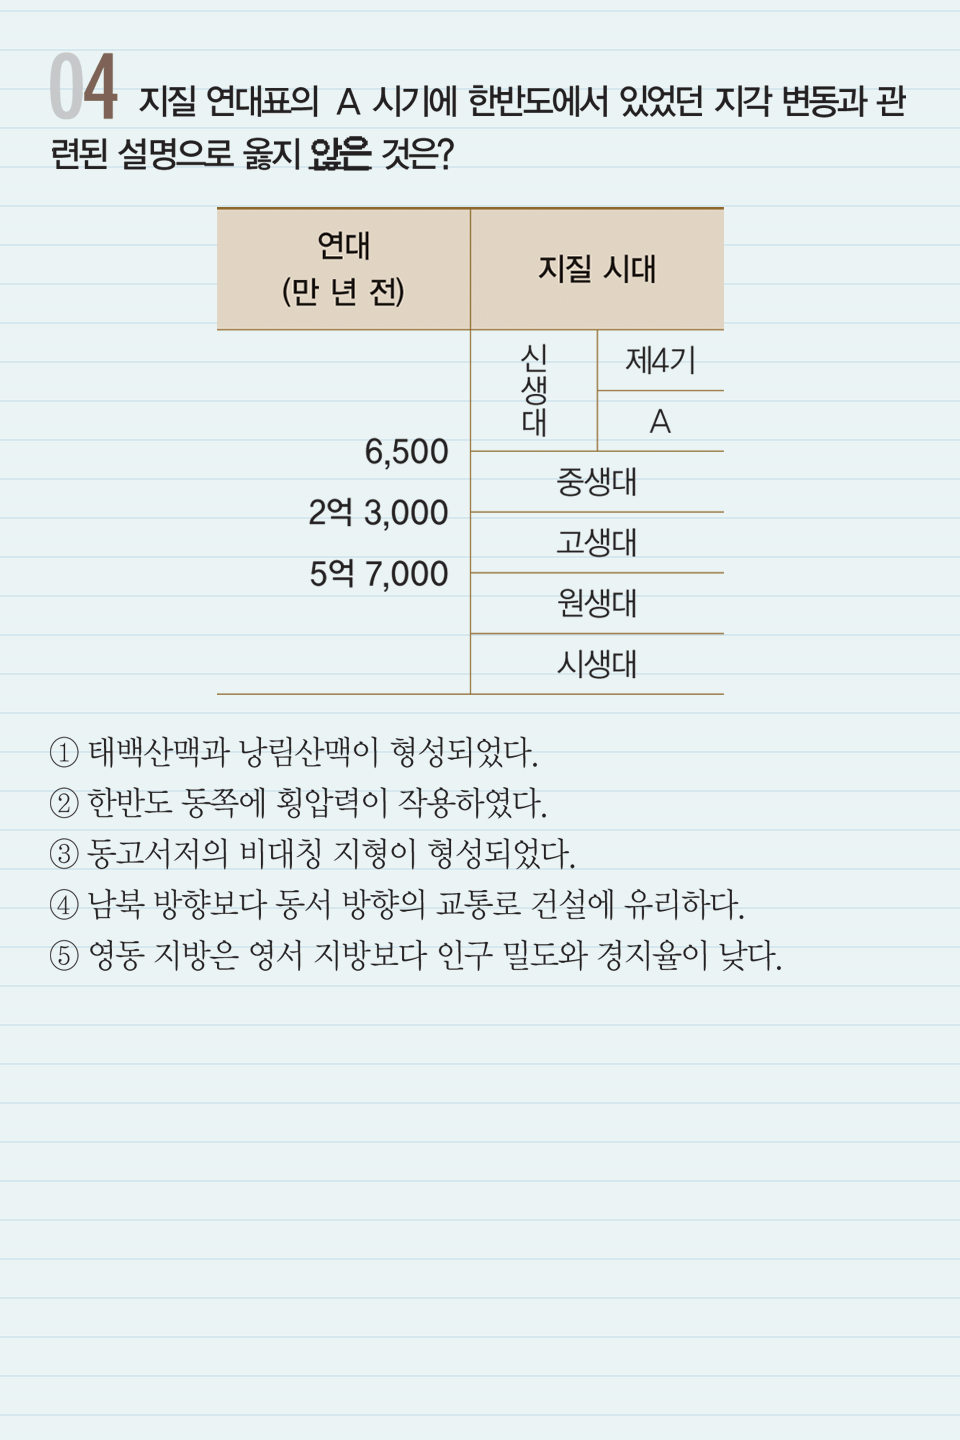 04 지질 연대표의 A 시기에 한반도에서 있었던 지각 변동과 관
련된 설명으로 옳지 않은 것은?
연대
(만 년 전)
지질 시대
신생대
제4기
A
6,500
중생대
2억 3,000
고생대
5억 7,000
원생대
시생대
① 태백산맥과 낭림산맥이 형성되었다.
② 한반도 동쪽에 횡압력이 작용하였다.
③ 동고서저의 비대칭 지형이 형성되었다.
④ 남북 방향보다 동서 방향의 교통로 건설에 유리하다.
⑤ 영동 지방은 영서 지방보다 인구 밀도와 경지율이 낮다.